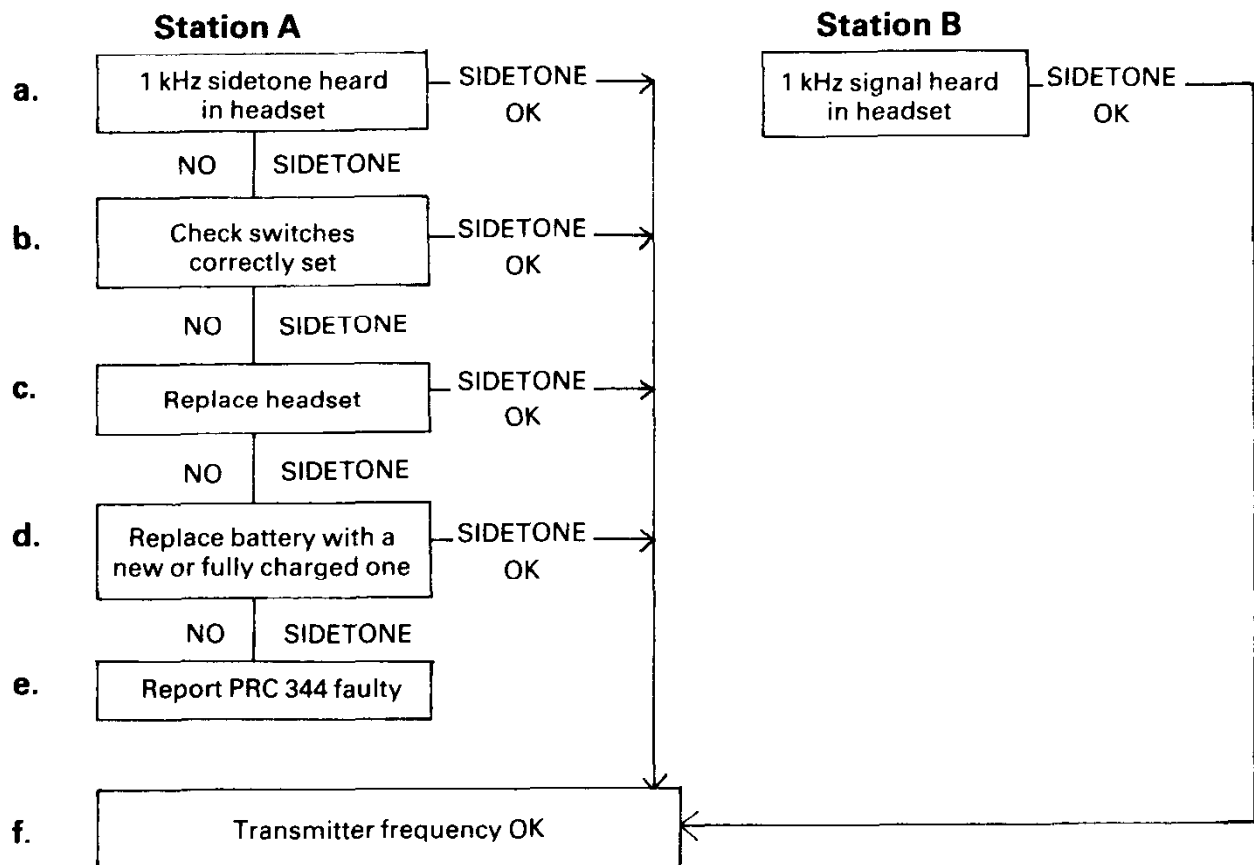 Station A
Station B
a.
1 kHz sidetone heard
in headset
SIDETONE
OK
1 kHz signal heard
in headset
SIDETONE
OK
NO SIDETONE
b.
Check switches
correctly set
SIDETONE
OK
NO SIDETONE
c.
Replace headset
SIDETONE
OK
NO SIDETONE
d.
Replace battery with a
new or fully charged one
SIDETONE
OK
NO SIDETONE
e.
Report PRC 344 faulty
f.
Transmitter frequency OK